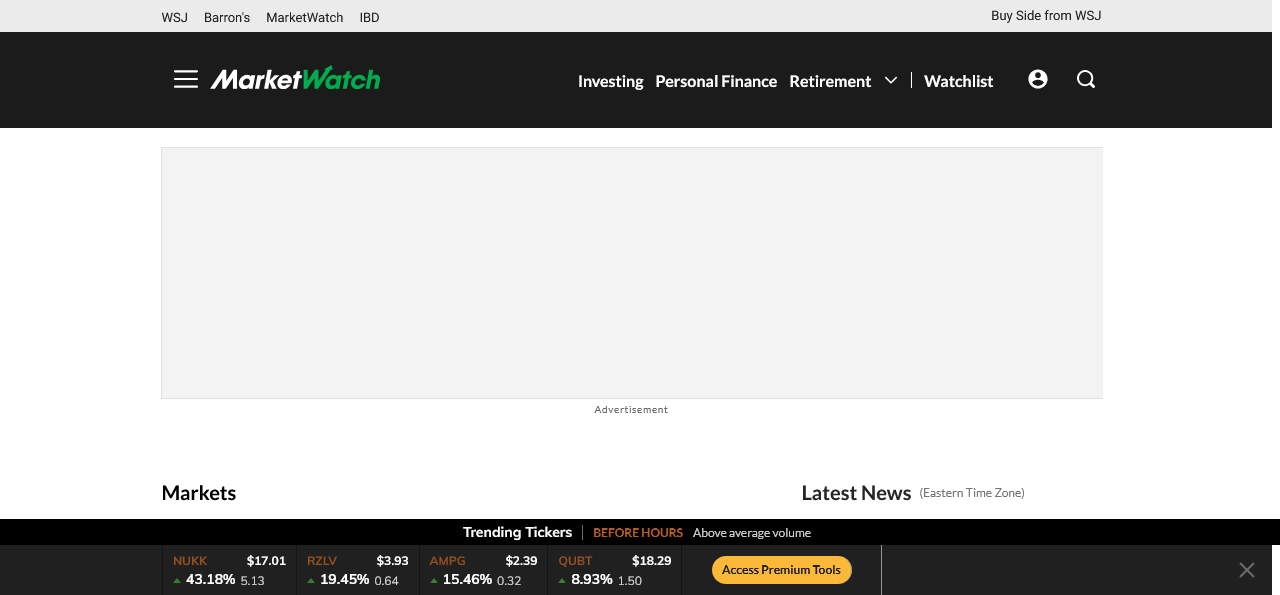 WSJ Barron's MarketWatch IBD Buy Side from WSJ
MarketWatch Investing Personal Finance Retirement Watchlist
Advertisement
Markets
Latest News (Eastern Time Zone)
Trending Tickers BEFORE HOURS Above average volume
NUKK $17.01
43.18% 5.13
RZLV $3.93
19.45% 0.64
AMPG $2.39
15.46% 0.32
QUBT $18.29
8.93% 1.50
Access Premium Tools